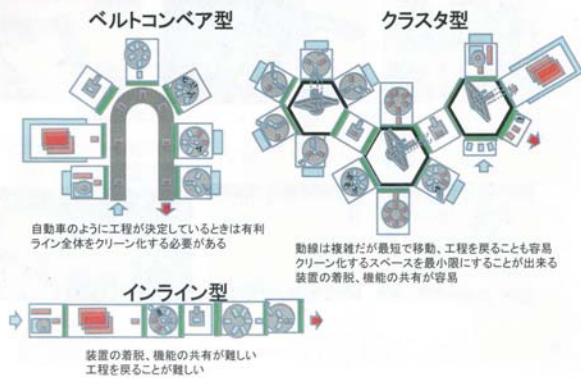 ベルトコンベア型
クラスタ型
自動車のように工程が決定しているときは有利
ライン全体をクリーン化する必要がある
動線は複雑だが最短で移動、工程を戻ることも容易
クリーン化するスペースを最小限にすることが出来る
装置の着脱、機能の共有が容易
インライン型
装置の着脱、機能の共有が難しい
工程を戻ることが難しい